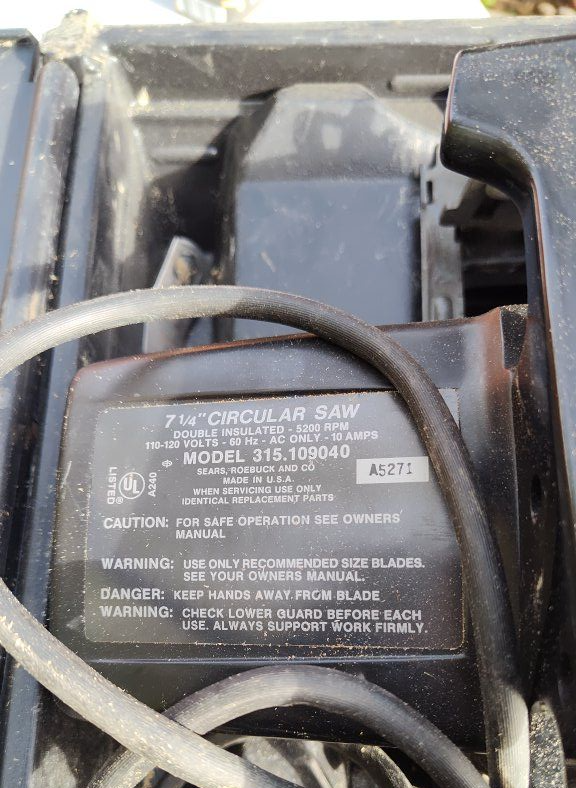 7 1/4" CIRCULAR SAW
DOUBLE INSULATED - 5200 RPM
110-120 VOLTS - 60 Hz - AC ONLY - 10 AMPS
MODEL 315.109040
SEARS, ROEBUCK AND CO
MADE IN U.S.A.
WHEN SERVICING USE ONLY
IDENTICAL REPLACEMENT PARTS
A5271
LISTED
UL
®
A240
CAUTION: FOR SAFE OPERATION SEE OWNERS'
MANUAL
WARNING: USE ONLY RECOMMENDED SIZE BLADES.
SEE YOUR OWNERS MANUAL.
DANGER: KEEP HANDS AWAY FROM BLADE
WARNING: CHECK LOWER GUARD BEFORE EACH
USE. ALWAYS SUPPORT WORK FIRMLY.